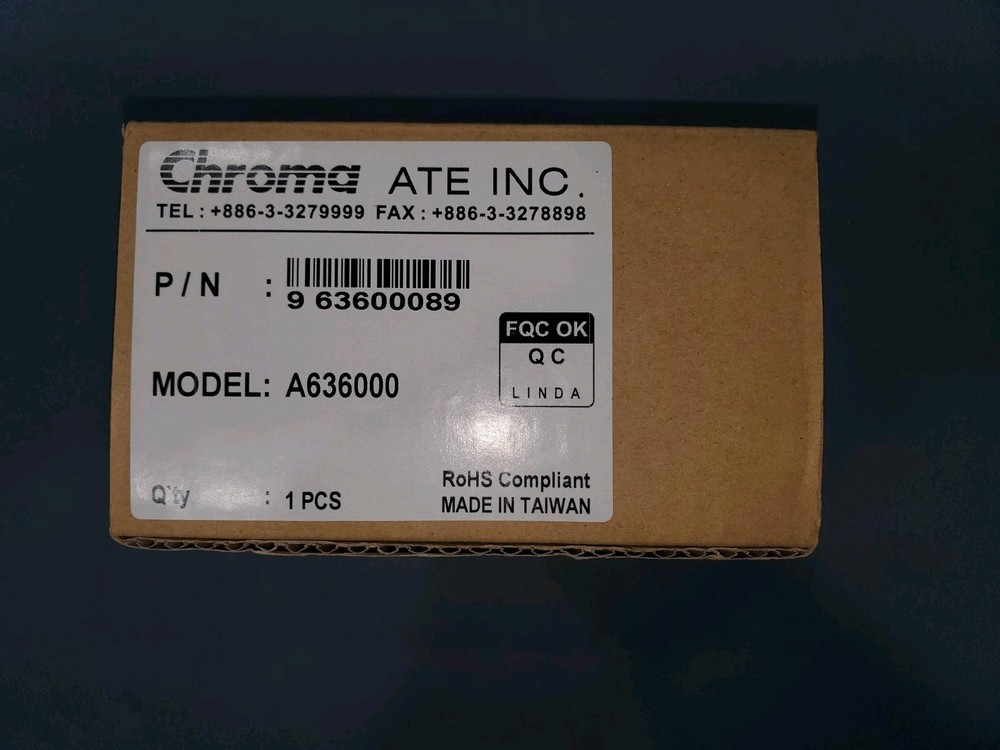 Chroma ATE INC.
TEL : +886-3-3279999 FAX : +886-3-3278898
P / N : 9 63600089
FQC OK
Q C
LINDA
MODEL: A636000
Q`ty : 1 PCS
RoHS Compliant
MADE IN TAIWAN